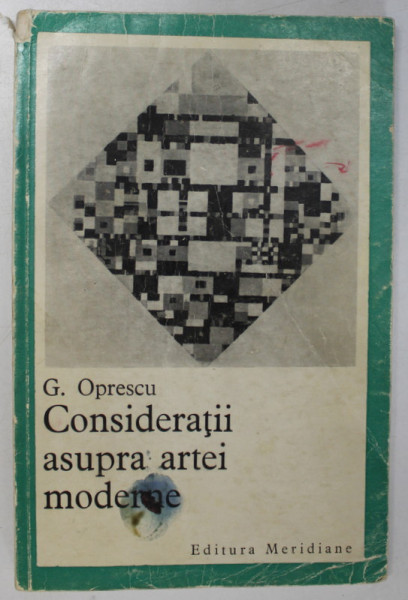 G. Oprescu
Consideraţii
asupra artei
moderne
Editura Meridiane